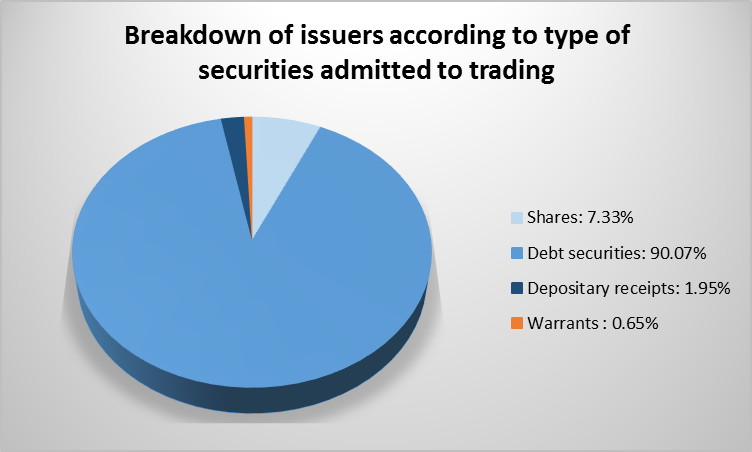 Breakdown of issuers according to type of
securities admitted to trading
Shares: 7.33%
Debt securities: 90.07%
Depositary receipts: 1.95%
Warrants : 0.65%